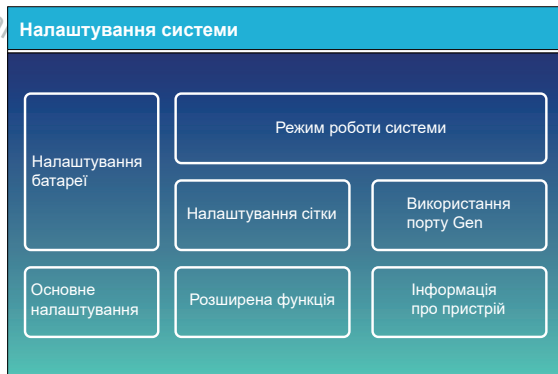 Налаштування системи
Режим роботи системи
Налаштування
батареї
Налаштування сітки
Використання
порту Gen
Основне
налаштування
Розширена функція
Інформація
про пристрій